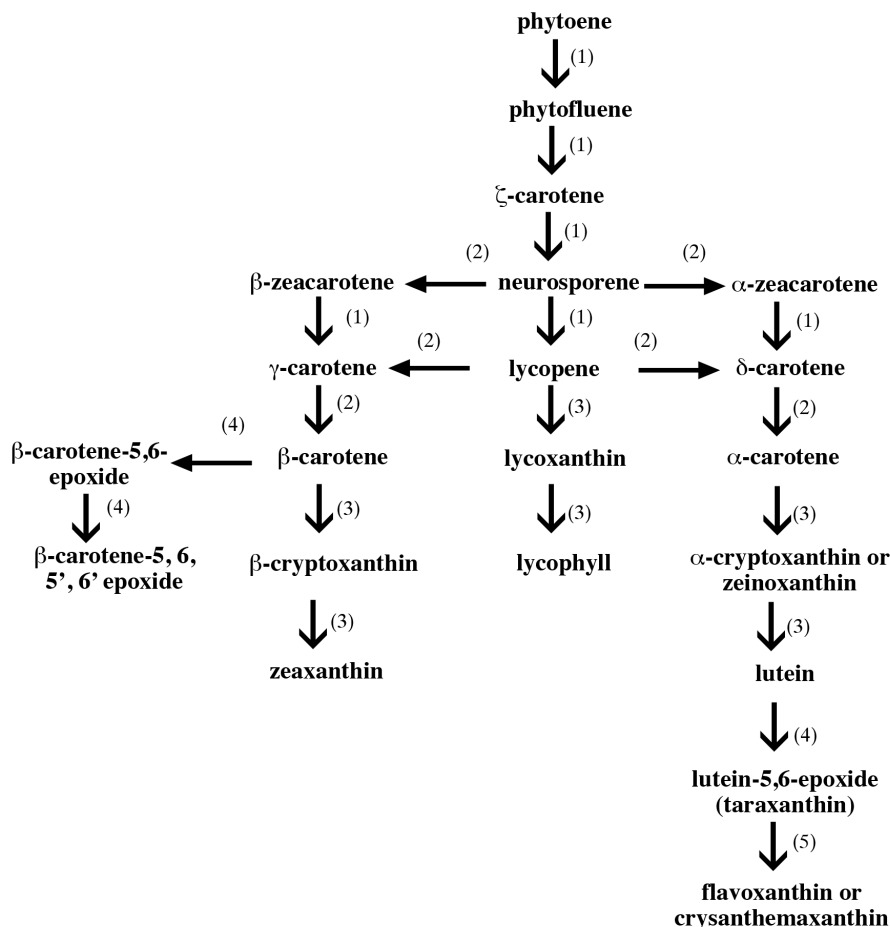 phytoene
(1)
phytofluene
(1)
ζ-carotene
(1)
(2)
(2)
β-zeacarotene
neurosporene
α-zeacarotene
(1)
(1)
(1)
(2)
(2)
γ-carotene
lycopene
δ-carotene
(2)
(3)
(2)
(4)
β-carotene-5,6-
epoxide
β-carotene
lycoxanthin
α-carotene
(4)
(3)
(3)
(3)
β-carotene-5, 6,
5’, 6’ epoxide
β-cryptoxanthin
lycophyll
α-cryptoxanthin or
zeinoxanthin
(3)
(3)
zeaxanthin
lutein
(4)
lutein-5,6-epoxide
(taraxanthin)
(5)
flavoxanthin or
crysanthemaxanthin